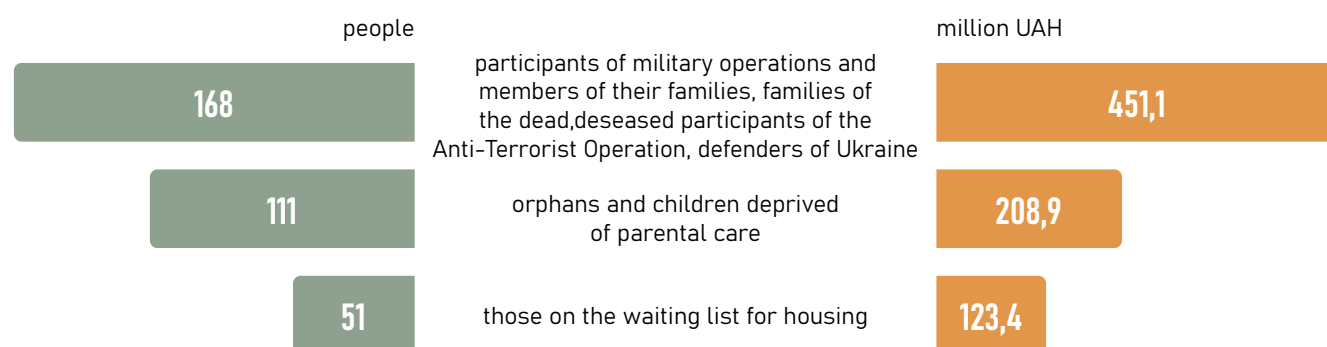 people
million UAH
168
participants of military operations and
members of their families, families of
the dead,deseased participants of the
Anti-Terrorist Operation, defenders of Ukraine
451,1
111
orphans and children deprived
of parental care
208,9
51
those on the waiting list for housing
123,4